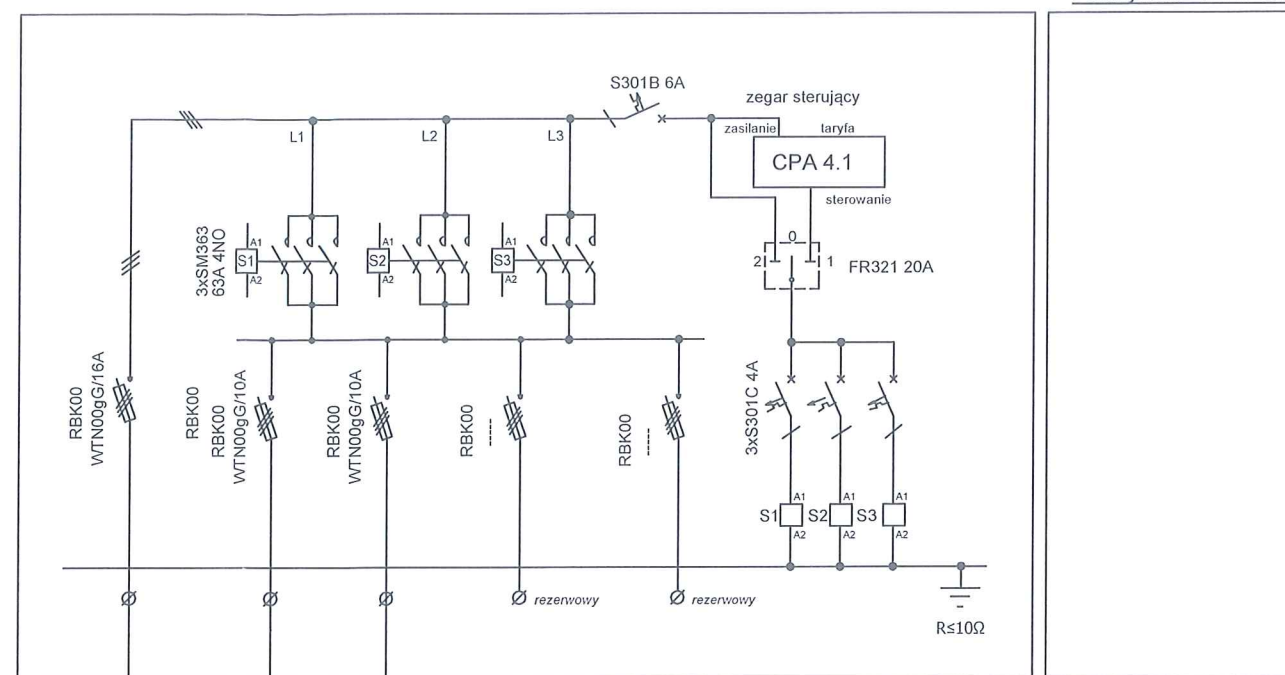 S301B 6A
zegar sterujący
zasilanie
taryfa
CPA 4.1
sterowanie
L1
L2
L3
3xSM363
63A 4NO
A1
S1
A2
A1
S2
A2
A1
S3
A2
0
2
1
FR321 20A
RBK00
WTN00gG/16A
RBK00
RBK00
WTN00gG/10A
RBK00
WTN00gG/10A
RBK00
RBK00
3xS301C 4A
A1
S1
A2
A1
S2
A2
A1
S3
A2
rezerwowy
rezerwowy
R≤10Ω